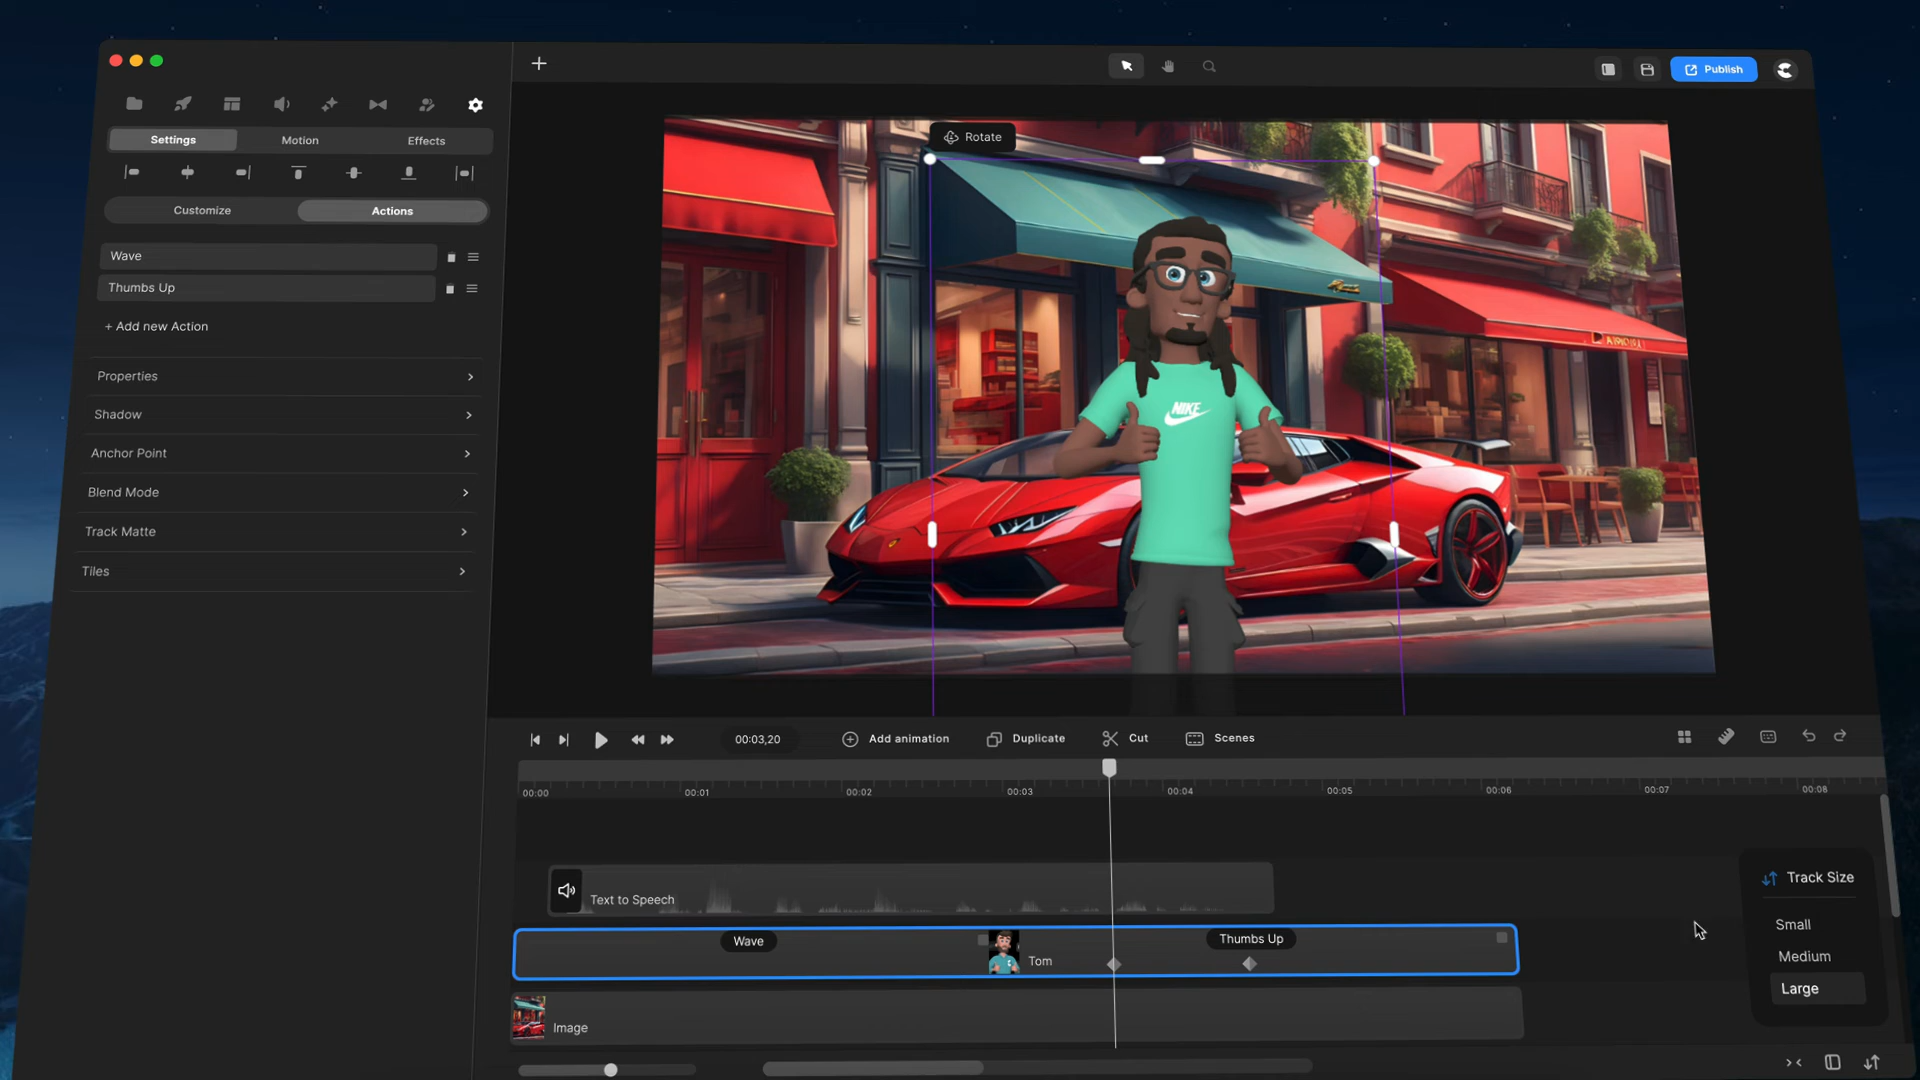 Publish
Settings
Motion
Effects
Customize
Actions
Wave
Thumbs Up
+ Add new Action
Properties
Shadow
Anchor Point
Blend Mode
Track Matte
Tiles
Rotate
NIKE
00:03,20
Add animation
Duplicate
Cut
Scenes
00:00
00:01
00:02
00:03
00:04
00:05
00:06
00:07
00:08
Text to Speech
Wave
Tom
Thumbs Up
Image
Track Size
Small
Medium
Large